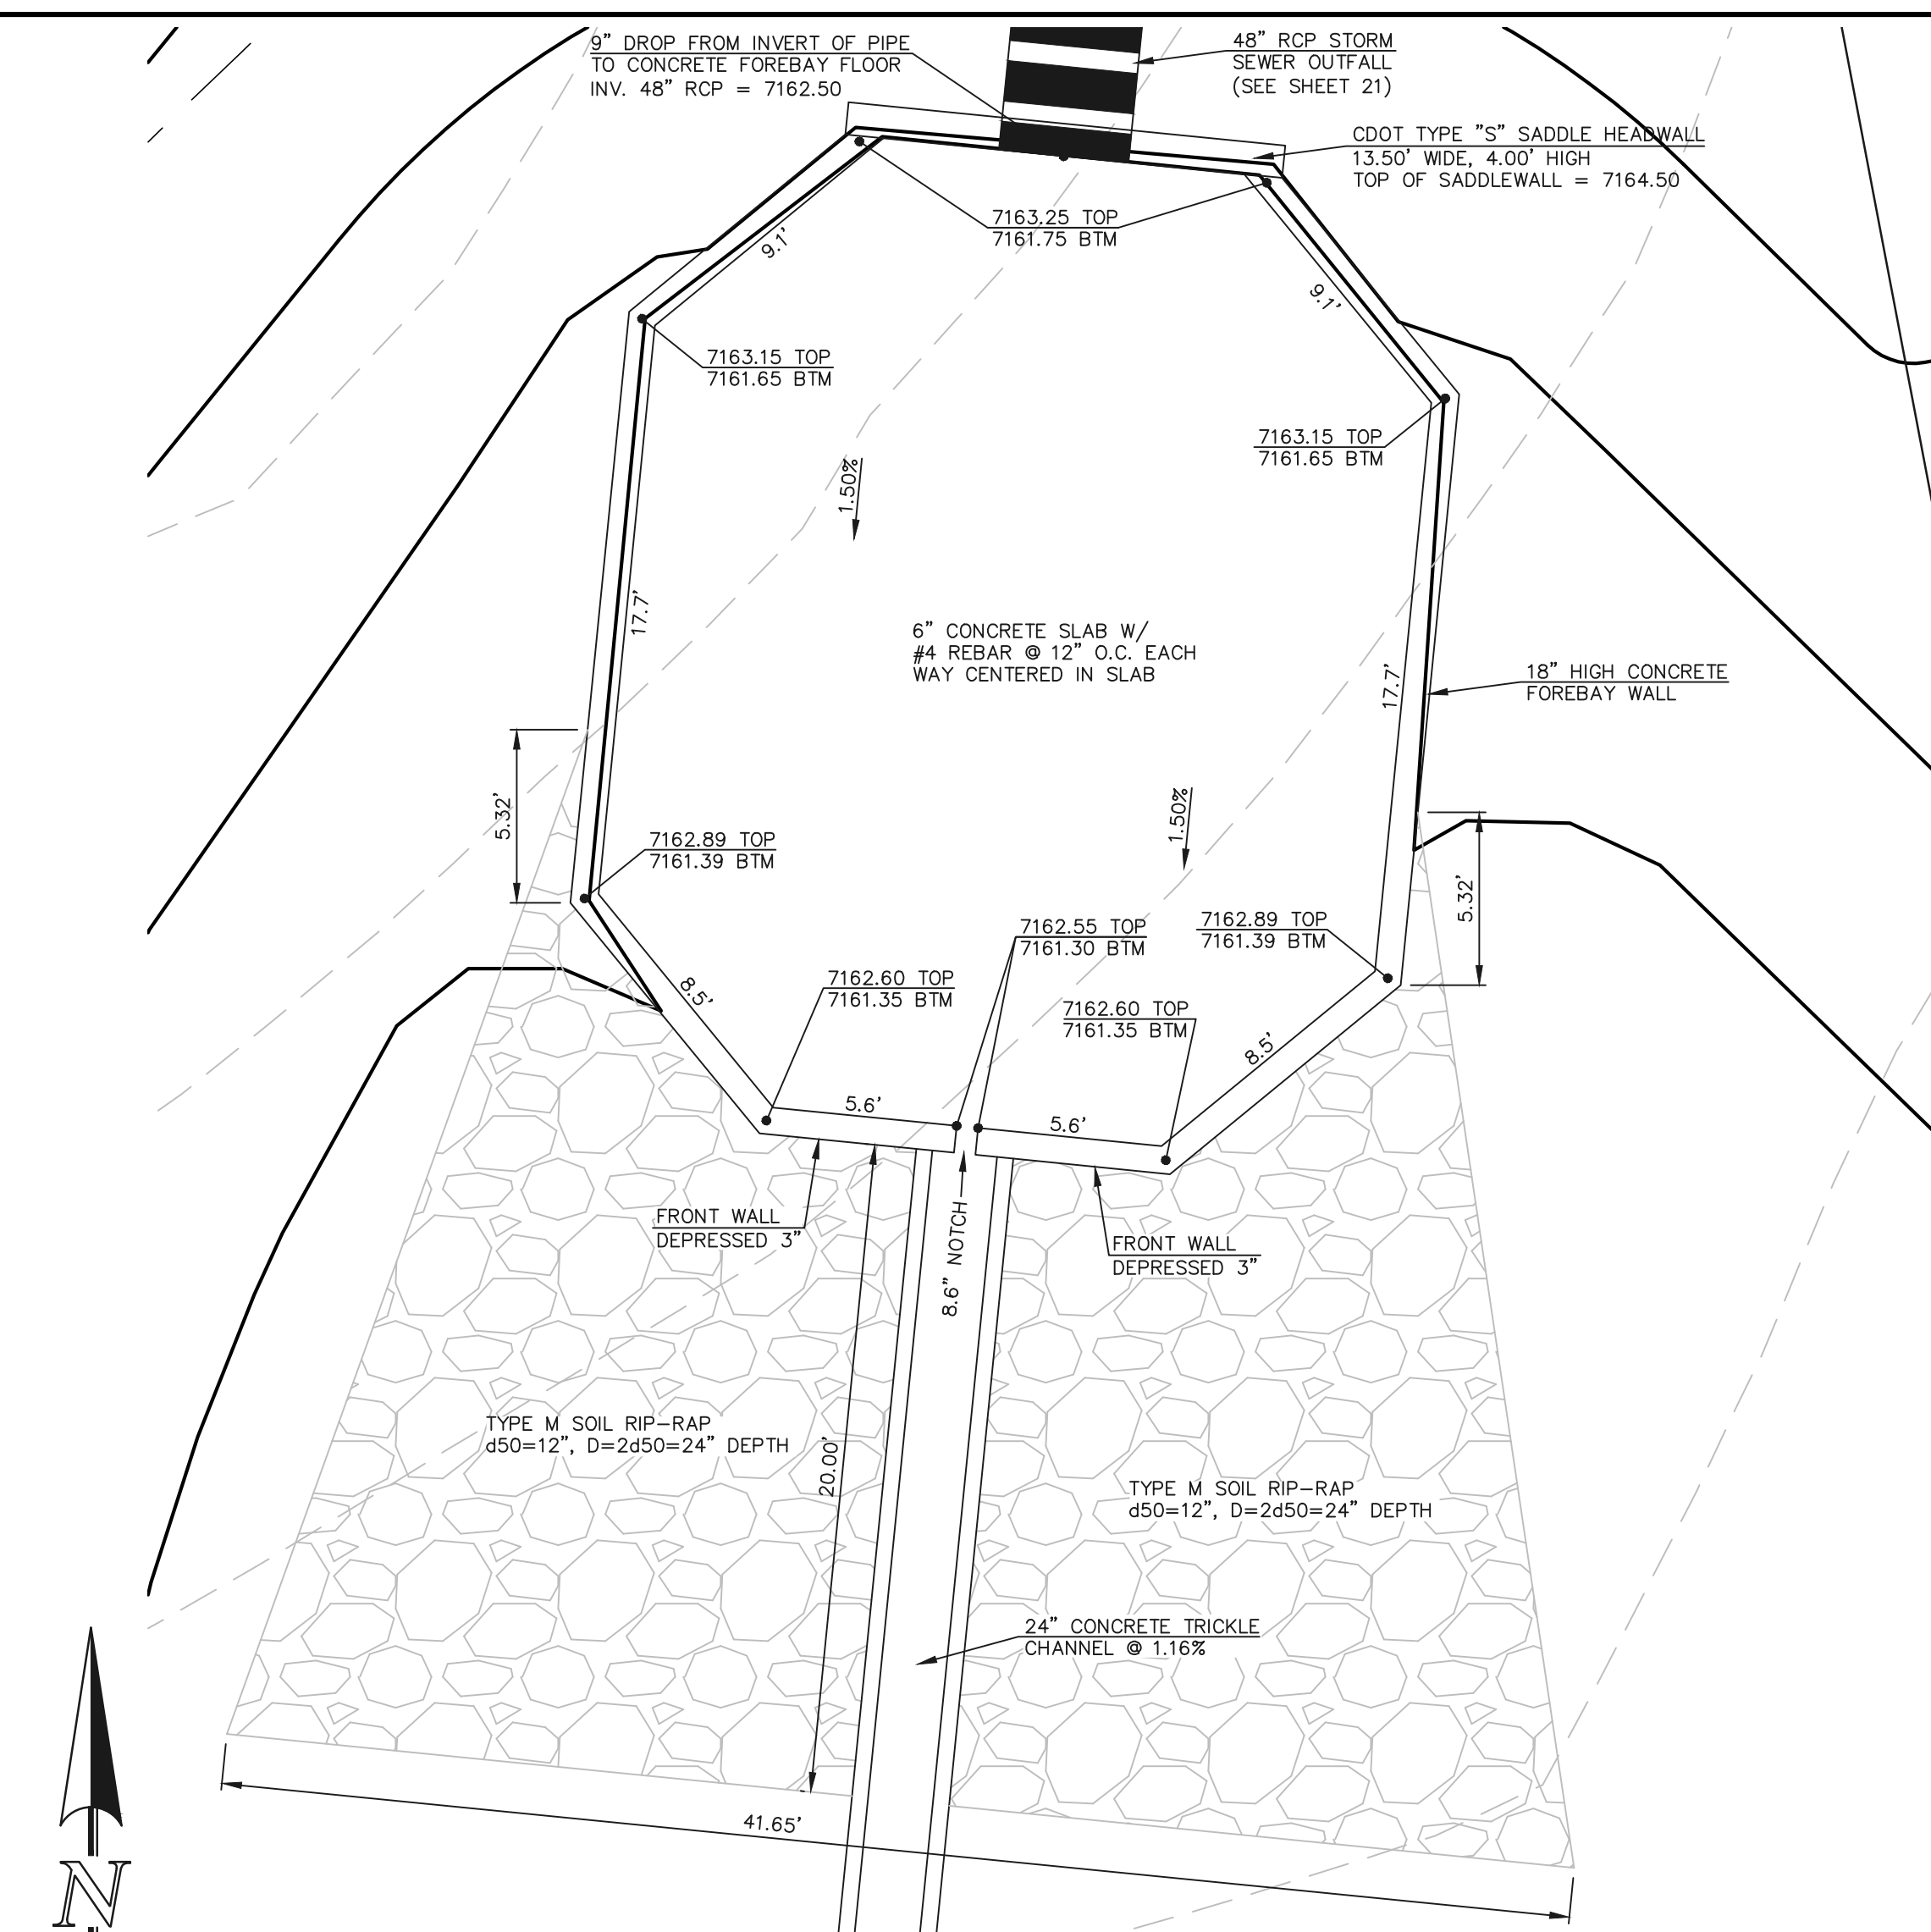 9" DROP FROM INVERT OF PIPE
TO CONCRETE FOREBAY FLOOR
INV. 48" RCP = 7162.50
48" RCP STORM
SEWER OUTFALL
(SEE SHEET 21)
CDOT TYPE "S" SADDLE HEADWALL
13.50' WIDE, 4.00' HIGH
TOP OF SADDLEWALL = 7164.50
7163.25 TOP
7161.75 BTM
9.1'
9.1'
7163.15 TOP
7161.65 BTM
7163.15 TOP
7161.65 BTM
1.50%
17.7'
6" CONCRETE SLAB W/
#4 REBAR @ 12" O.C. EACH
WAY CENTERED IN SLAB
17.7'
18" HIGH CONCRETE
FOREBAY WALL
5.32'
1.50%
7162.89 TOP
7161.39 BTM
5.32'
7162.55 TOP
7161.30 BTM
7162.89 TOP
7161.39 BTM
8.5'
7162.60 TOP
7161.35 BTM
7162.60 TOP
7161.35 BTM
8.5'
5.6'
5.6'
FRONT WALL
DEPRESSED 3"
8.6" NOTCH
FRONT WALL
DEPRESSED 3"
TYPE M SOIL RIP-RAP
d50=12", D=2d50=24" DEPTH
20.00'
TYPE M SOIL RIP-RAP
d50=12", D=2d50=24" DEPTH
24" CONCRETE TRICKLE
CHANNEL @ 1.16%
41.65'
N